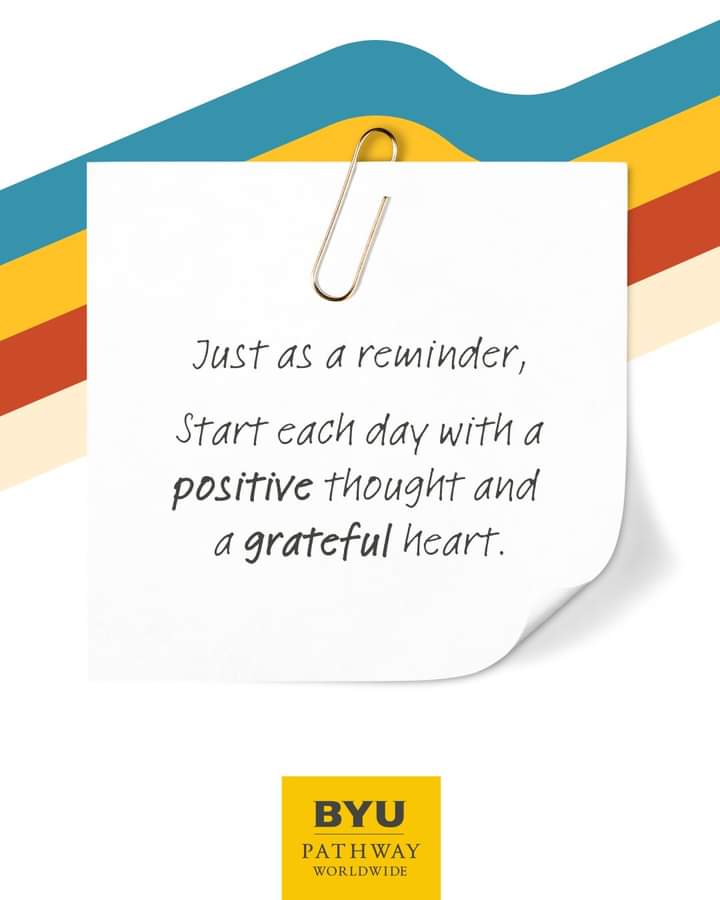 Just as a reminder,
Start each day with a
positive thought and
a grateful heart.
BYU
PATHWAY
WORLDWIDE